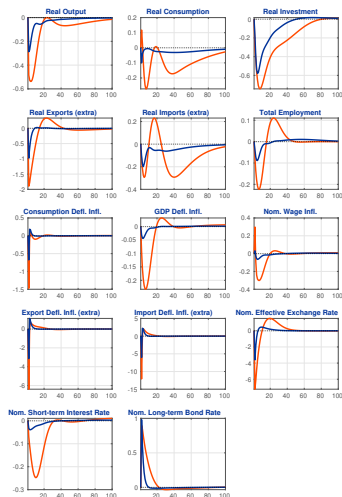 Real Output
Real Consumption
Real Investment
0
-0.2
-0.4
-0.6
20 40 60 80 100
0.2
0.1
0
-0.1
-0.2
20 40 60 80 100
0
-0.2
-0.4
-0.6
20 40 60 80 100
Real Exports (extra)
Real Imports (extra)
Total Employment
0
-0.5
-1
-1.5
-2
20 40 60 80 100
0.2
0
-0.2
-0.4
20 40 60 80 100
0.1
0
-0.1
-0.2
20 40 60 80 100
Consumption Defl. Infl.
GDP Defl. Infl.
Nom. Wage Infl.
0.5
0
-0.5
-1
-1.5
20 40 60 80 100
0
-0.05
-0.1
-0.15
-0.2
20 40 60 80 100
0.4
0.2
0
-0.2
-0.4
20 40 60 80 100
Export Defl. Infl. (extra)
Import Defl. Infl. (extra)
Nom. Effective Exchange Rate
2
0
-2
-4
-6
20 40 60 80 100
5
0
-5
-10
-15
20 40 60 80 100
0
-2
-4
-6
20 40 60 80 100
Nom. Short-term Interest Rate
Nom. Long-term Bond Rate
0
-0.1
-0.2
-0.3
20 40 60 80 100
1
0.5
0
20 40 60 80 100